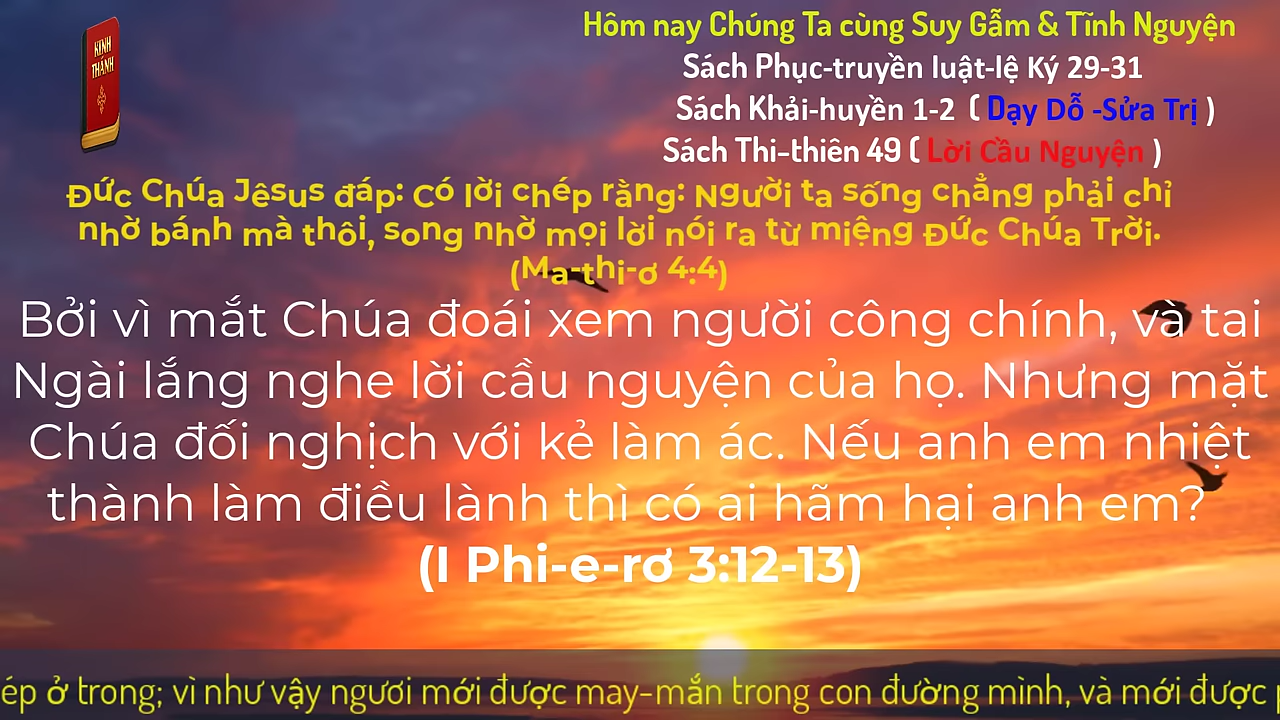 KINH
THÁNH
Hôm nay Chúng Ta cùng Suy Gẫm & Tĩnh Nguyện
Sách Phục-truyền luật-lệ Ký 29-31
Sách Khải-huyền 1-2 ( Dạy Dỗ -Sửa Trị )
Sách Thi-thiên 49 ( Lời Cầu Nguyện )
Đức Chúa Jêsus đáp: Có lời chép rằng: Người ta sống chẳng phải chỉ
nhờ bánh mà thôi, song nhờ mọi lời nói ra từ miệng Đức Chúa Trời.
(Ma-thi-ơ 4:4)
Bởi vì mắt Chúa đoái xem người công chính, và tai
Ngài lắng nghe lời cầu nguyện của họ. Nhưng mặt
Chúa đối nghịch với kẻ làm ác. Nếu anh em nhiệt
thành làm điều lành thì có ai hãm hại anh em?
(I Phi-e-rơ 3:12-13)
ép ở trong; vì như vậy ngươi mới được may-mắn trong con đường mình, và mới được